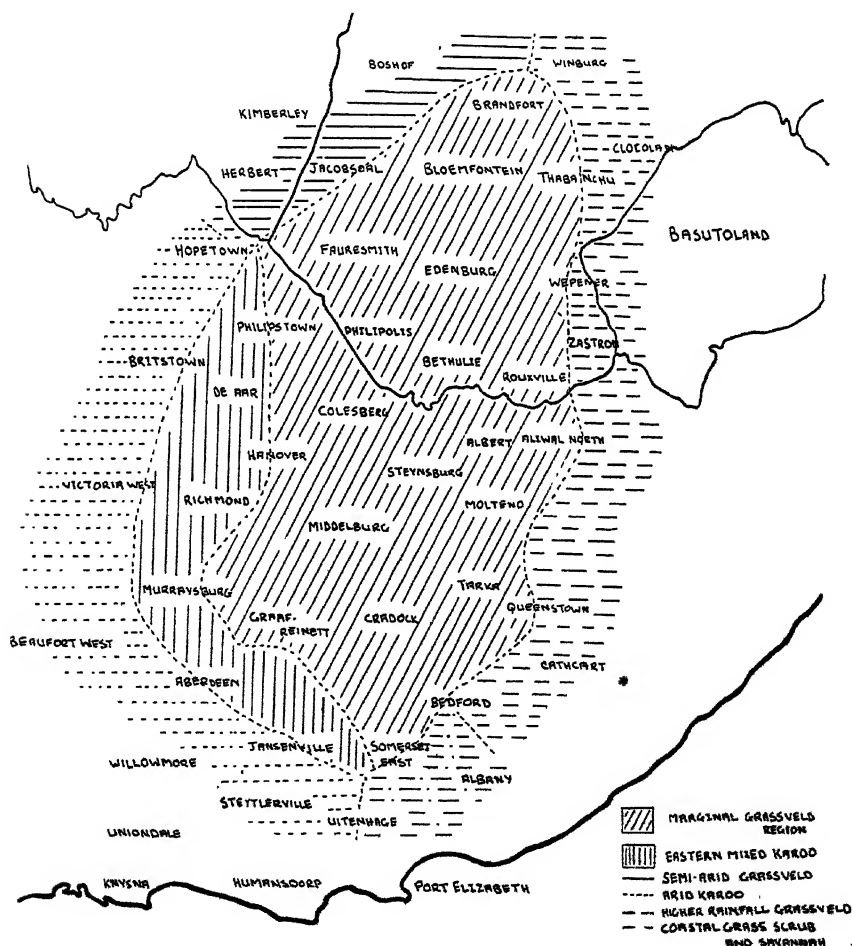 BOSHOF
WINBURG
BRANDFORT
KIMBERLEY
CLOCOLAN
HERBERT
JACOBSDAL
BLOEMFONTEIN
THABANCHU
BASUTOLAND
HOPETOWN
FAURESMITH
EDENBURG
WEPENER
PHILIPSTOWN
PHILIPOLIS
ZASTRON
BRITSTOWN
BETHULIE
ROUXVILLE
DE AAR
COLESBERG
ALBERT
ALIWAL NORTH
HANOVER
STEYNSBURG
VICTORIA WEST
RICHMOND
MOLTENO
MIDDELBURG
MURRAYSBURG
TARKA
QUEENSTOWN
GRAAF-
REINETT
CRADOCK
BEAUFORT WEST
CATHCART
ABERDEEN
BEDFORD
JANSENVILLE
SOMERSET
EAST
WILLOWMORE
ALBANY
STEYTLERVILLE
UITENHAGE
UNIONDALE
KNYSNA
HUMANSDORP
PORT ELIZABETH
MARGINAL GRASSVELD
REGION
EASTERN MIXED KAROO
SEMI-ARID GRASSVELD
ARID KAROO
HIGHER RAINFALL GRASSVELD
COASTAL GRASS SCRUB
AND SAVANNAH